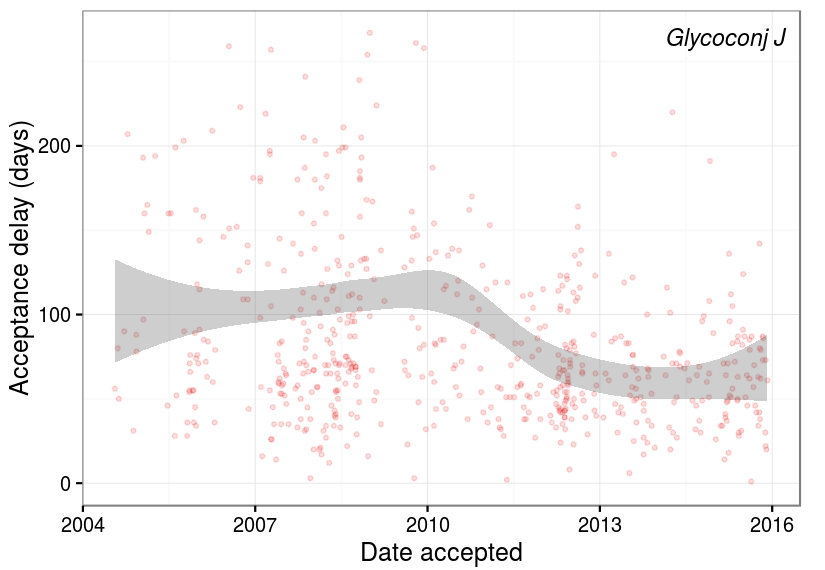 Glycoconj J
Acceptance delay (days)
200
100
0
2004 2007 2010 2013 2016
Date accepted